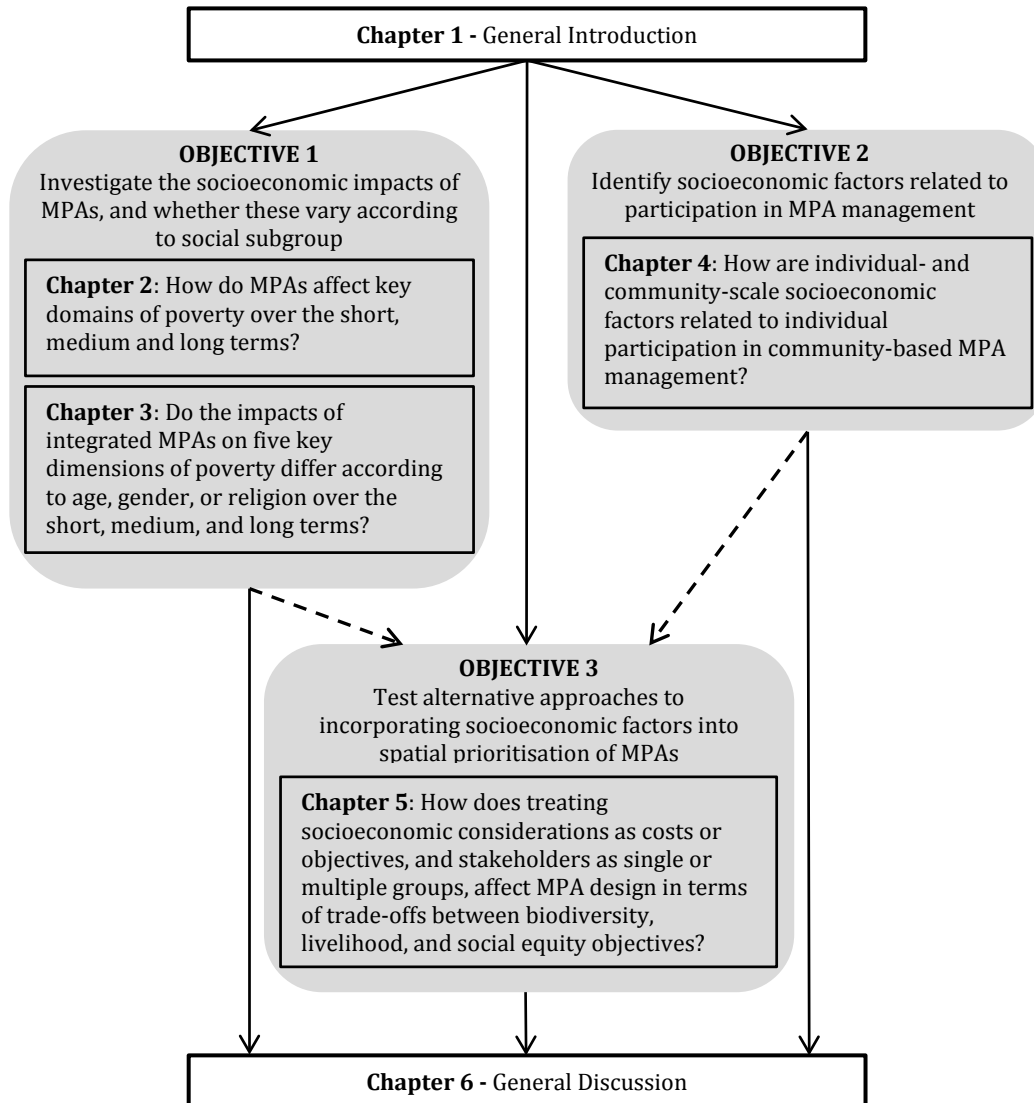 Chapter 1 - General Introduction
OBJECTIVE 1
Investigate the socioeconomic impacts of
MPAs, and whether these vary according
to social subgroup
Chapter 2: How do MPAs affect key
domains of poverty over the short,
medium and long terms?
Chapter 3: Do the impacts of
integrated MPAs on five key
dimensions of poverty differ according
to age, gender, or religion over the
short, medium, and long terms?
OBJECTIVE 2
Identify socioeconomic factors related to
participation in MPA management
Chapter 4: How are individual- and
community-scale socioeconomic
factors related to individual
participation in community-based MPA
management?
OBJECTIVE 3
Test alternative approaches to
incorporating socioeconomic factors into
spatial prioritisation of MPAs
Chapter 5: How does treating
socioeconomic considerations as costs or
objectives, and stakeholders as single or
multiple groups, affect MPA design in terms
of trade-offs between biodiversity,
livelihood, and social equity objectives?
Chapter 6 - General Discussion